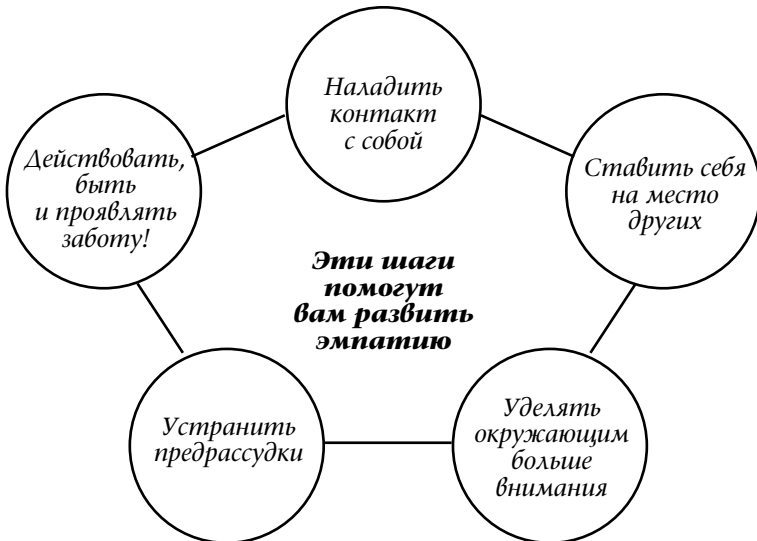 Наладить
контакт
с собой
Ставить себя
на место
других
Уделять
окружающим
больше
внимания
Устранить
предрассудки
Действовать,
быть
и проявлять
заботу!
Эти шаги
помогут
вам развить
эмпатию